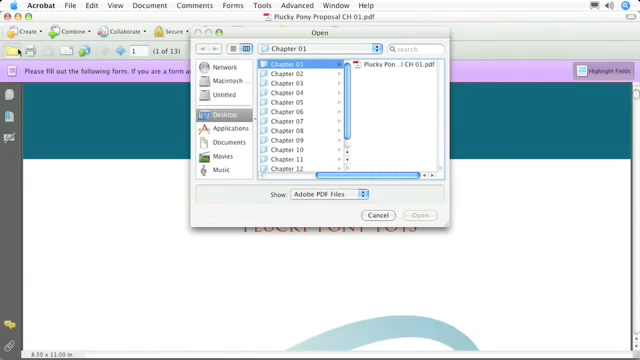 Acrobat File Edit View Document Comments Forms Tools Advanced Window Help
Plucky Pony Proposal CH 01.pdf
Create Combine Collaborate Secure
1 (1 of 13)
Open
Chapter 01
search
Please fill out the following form. If you are a form
Highlight Fields
Network
Macintosh ...
Untitled
Desktop
Applications
Documents
Movies
Music
Chapter 01
Chapter 02
Chapter 03
Chapter 04
Chapter 05
Chapter 06
Chapter 07
Chapter 08
Chapter 09
Chapter 10
Chapter 11
Chapter 12
Plucky Pon...l CH 01.pdf
Show: Adobe PDF Files
Cancel Open
PLUCKY PONY TOYS
8.50 x 11.00 in